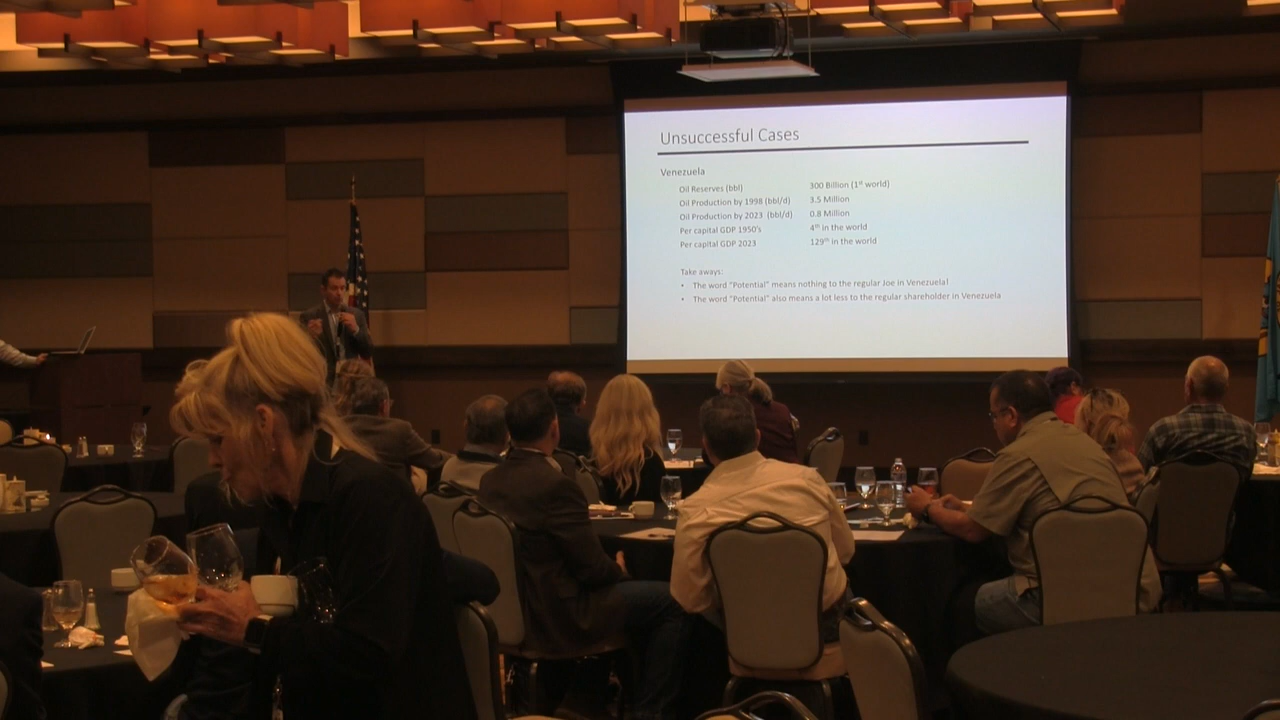 Unsuccessful Cases
Venezuela
Oil Reserves (bbl) 300 Billion (1st world)
Oil Production by 1998 (bbl/d) 3.5 Million
Oil Production by 2023 (bbl/d) 0.8 Million
Per capital GDP 1950's 4th in the world
Per capital GDP 2023 129th in the world
Take aways:
• The word "Potential" means nothing to the regular Joe in Venezuela!
• The word "Potential" also means a lot less to the regular shareholder in Venezuela